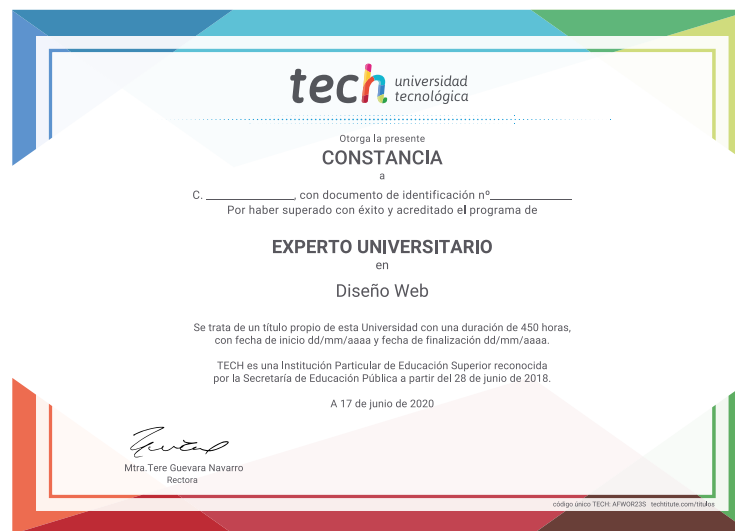 tech universidad
tecnológica
Otorga la presente
CONSTANCIA
a
C. ______________, con documento de identificación nº______________
Por haber superado con éxito y acreditado el programa de
EXPERTO UNIVERSITARIO
en
Diseño Web
Se trata de un título propio de esta Universidad con una duración de 450 horas,
con fecha de inicio dd/mm/aaaa y fecha de finalización dd/mm/aaaa.
TECH es una Institución Particular de Educación Superior reconocida
por la Secretaría de Educación Pública a partir del 28 de junio de 2018.
A 17 de junio de 2020
Mtra.Tere Guevara Navarro
Rectora
código único TECH: AFWOR23S techtitute.com/titulos